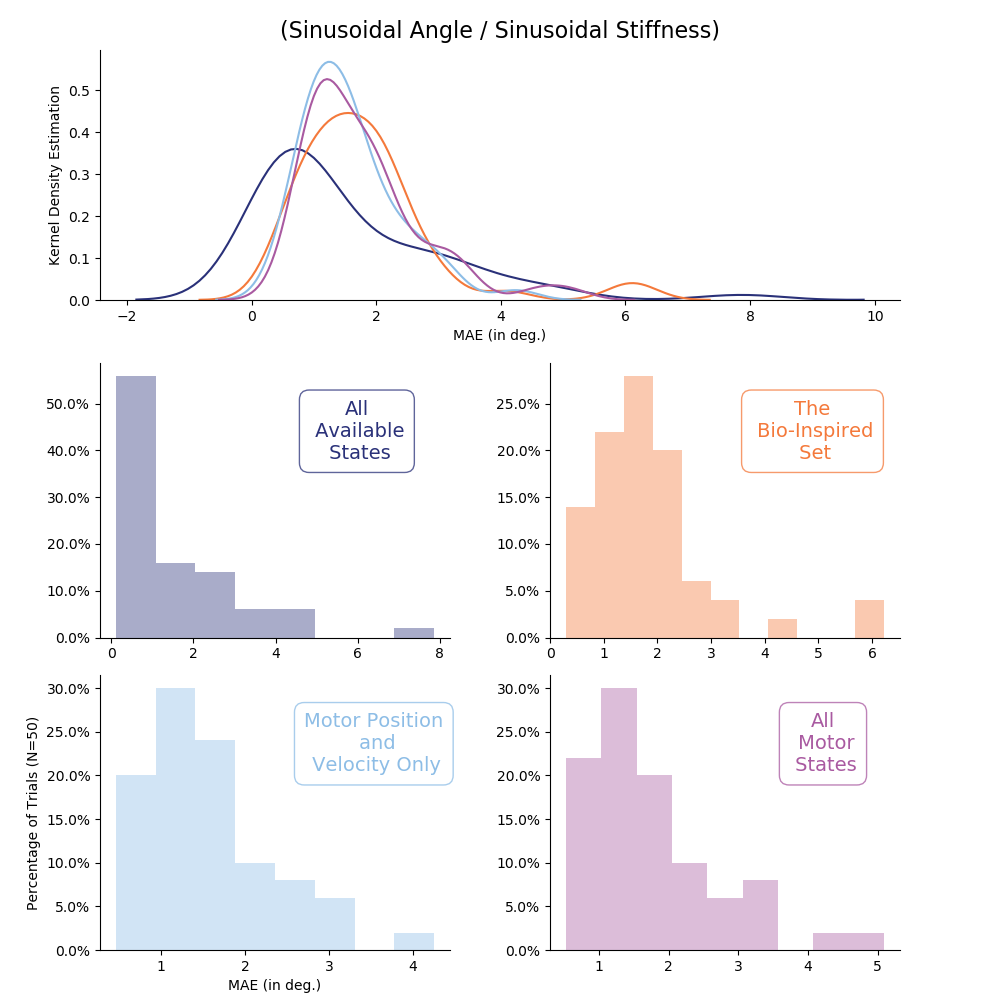 (Sinusoidal Angle / Sinusoidal Stiffness)
Kernel Density Estimation
0.5
0.4
0.3
0.2
0.1
0.0
−2 0 2 4 6 8 10
MAE (in deg.)
50.0%
40.0%
30.0%
20.0%
10.0%
0.0%
0 2 4 6 8
All
Available
States
25.0%
20.0%
15.0%
10.0%
5.0%
0.0%
0 1 2 3 4 5 6
The
Bio-Inspired
Set
Percentage of Trials (N=50)
30.0%
25.0%
20.0%
15.0%
10.0%
5.0%
0.0%
1 2 3 4
MAE (in deg.)
Motor Position
and
Velocity Only
30.0%
25.0%
20.0%
15.0%
10.0%
5.0%
0.0%
1 2 3 4 5
All
Motor
States